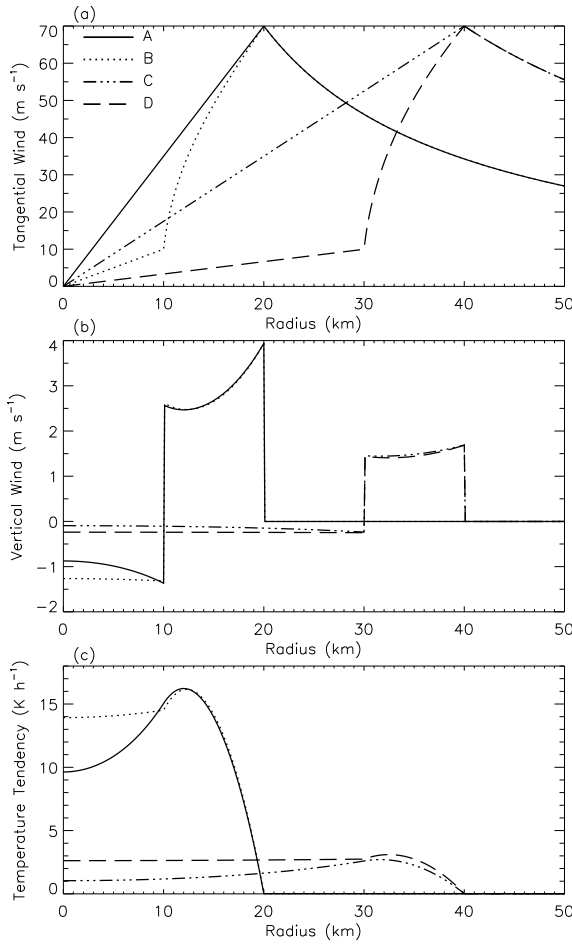 (a)
70
60
50
40
30
20
10
0
Tangential Wind (m s⁻¹)
A
B
C
D
0 10 20 30 40 50
Radius (km)
(b)
4
3
2
1
0
−1
−2
Vertical Wind (m s⁻¹)
0 10 20 30 40 50
Radius (km)
(c)
15
10
5
0
Temperature Tendency (K h⁻¹)
0 10 20 30 40 50
Radius (km)